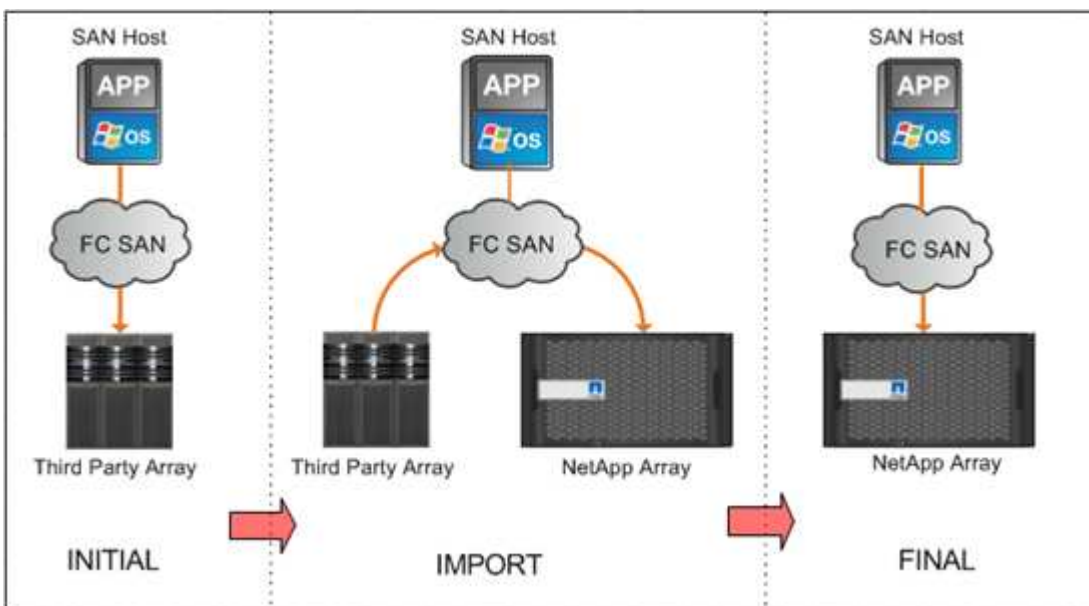 SAN Host
APP
OS
FC SAN
Third Party Array
INITIAL
SAN Host
APP
OS
FC SAN
Third Party Array
NetApp Array
IMPORT
SAN Host
APP
OS
FC SAN
NetApp Array
FINAL